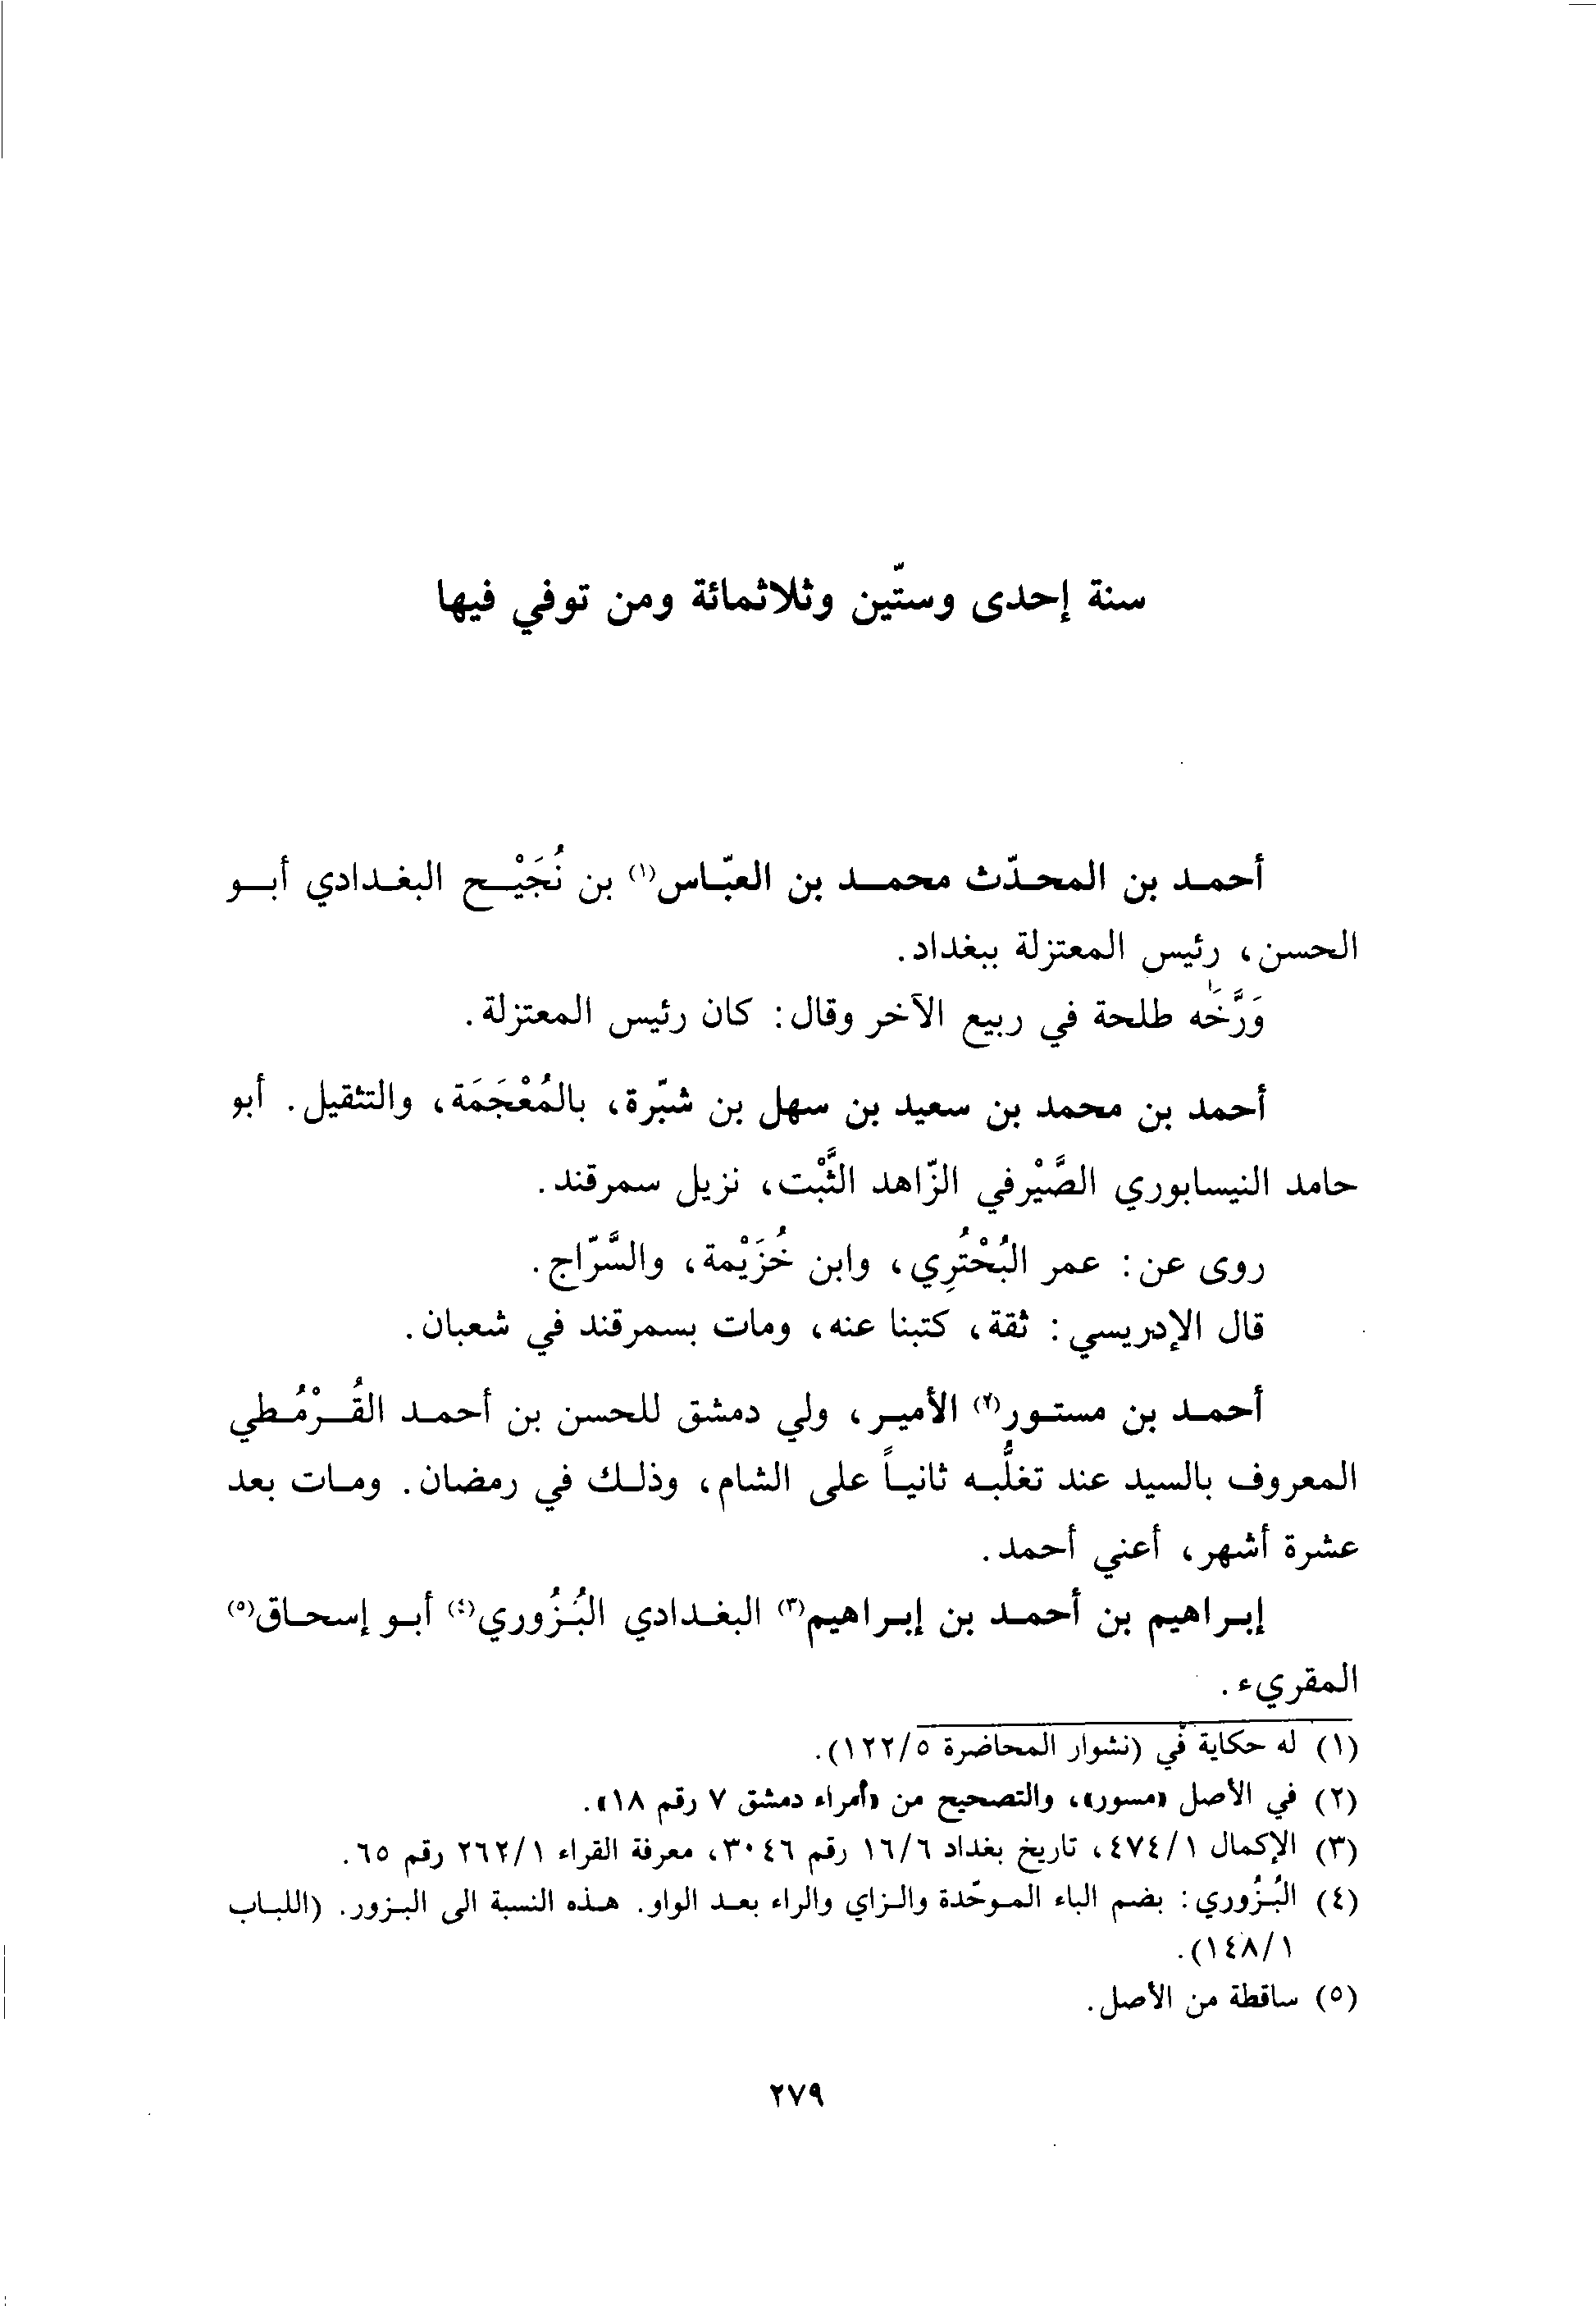 سنة إحدى وستّين وثلاثمائة ومن توفي فيها
أحمد بن المحدّث محمد بن العبّاس(١) بن نُجَيْح البغدادي أبو
الحسن، رئيس المعتزلة ببغداد.
وَرَّخَه طلحة في ربيع الآخر وقال: كان رئيس المعتزلة.
أحمد بن محمد بن سعيد بن سهل بن شبّرة، بالمُعْجَمَة، والتثقيل. أبو
حامد النيسابوري الصَّيْرفي الزّاهد الثَّبْت، نزيل سمرقند.
روى عن: عمر البُحْتُرِي، وابن خُزَيْمة، والسَّرّاج.
قال الإدريسي: ثقة، كتبنا عنه، ومات بسمرقند في شعبان.
أحمد بن مستور(٢) الأمير، ولي دمشق للحسن بن أحمد القُرْمُطي
المعروف بالسيد عند تغلُّبه ثانياً على الشام، وذلك في رمضان. ومات بعد
عشرة أشهر، أعني أحمد.
إبراهيم بن أحمد بن إبراهيم(٣) البغدادي البُزُوري(٤) أبو إسحاق(٥)
المقريء.
(١) له حكاية في (نشوار المحاضرة ١٢٢/٥).
(٢) في الأصل «مسور»، والتصحيح من «أمراء دمشق ٧ رقم ١٨».
(٣) الإكمال ٤٧٤/١، تاريخ بغداد ١٦/٦ رقم ٣٠٤٦، معرفة القراء ٢٦٢/١ رقم ٦٥.
(٤) البُزُوري: بضم الباء الموحّدة والزاي والراء بعد الواو. هذه النسبة الى البزور. (اللباب
١٤٨/١).
(٥) ساقطة من الأصل.
٢٧٩